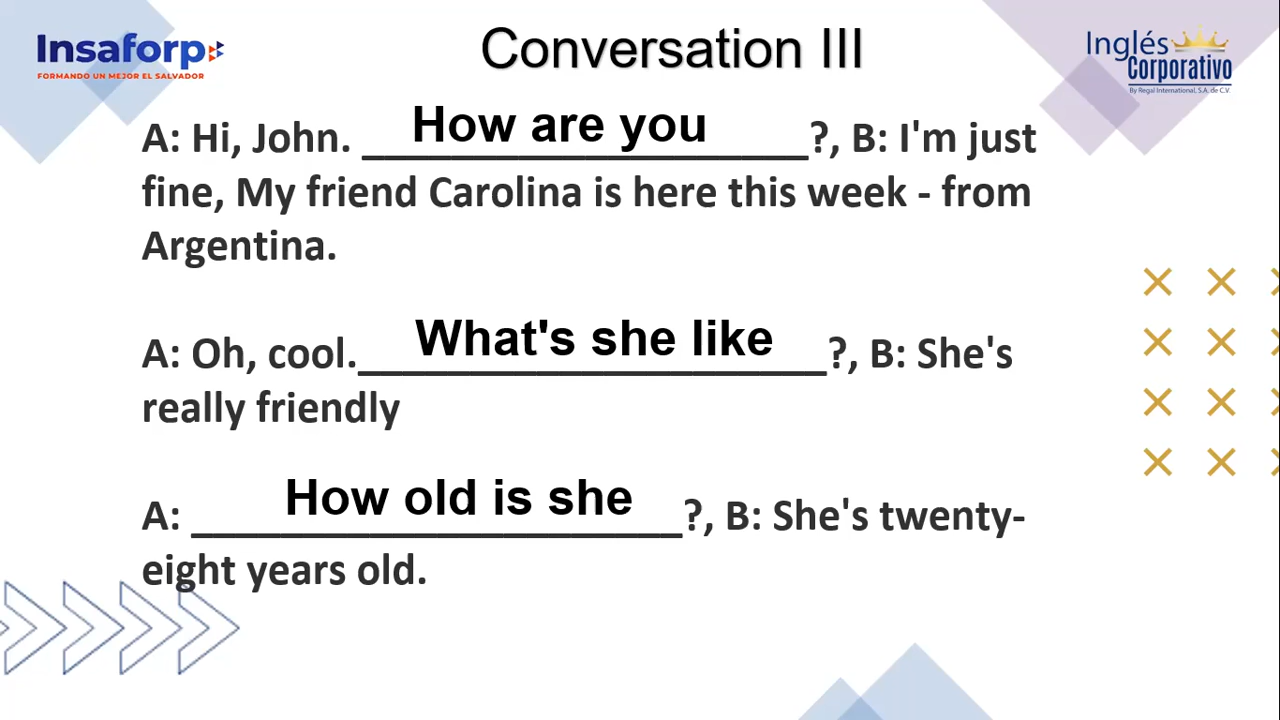 Insaforp
FORMANDO UN MEJOR EL SALVADOR
Conversation III
Inglés
Corporativo
By Regal International, S.A. de C.V.
A: Hi, John. How are you?, B: I'm just
fine, My friend Carolina is here this week - from
Argentina.
A: Oh, cool. What's she like?, B: She's
really friendly
A: How old is she?, B: She's twenty-
eight years old.